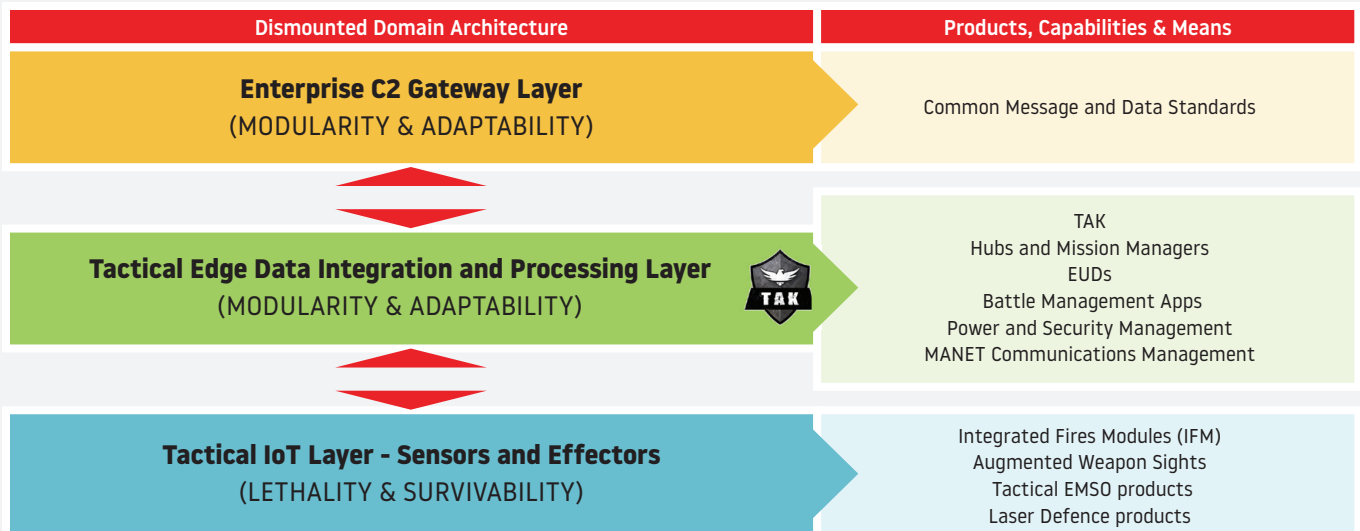 Dismounted Domain Architecture
Products, Capabilities & Means
Enterprise C2 Gateway Layer
(MODULARITY & ADAPTABILITY)
Common Message and Data Standards
Tactical Edge Data Integration and Processing Layer
(MODULARITY & ADAPTABILITY)
TAK
TAK
Hubs and Mission Managers
EUDs
Battle Management Apps
Power and Security Management
MANET Communications Management
Tactical IoT Layer - Sensors and Effectors
(LETHALITY & SURVIVABILITY)
Integrated Fires Modules (IFM)
Augmented Weapon Sights
Tactical EMSO products
Laser Defence products